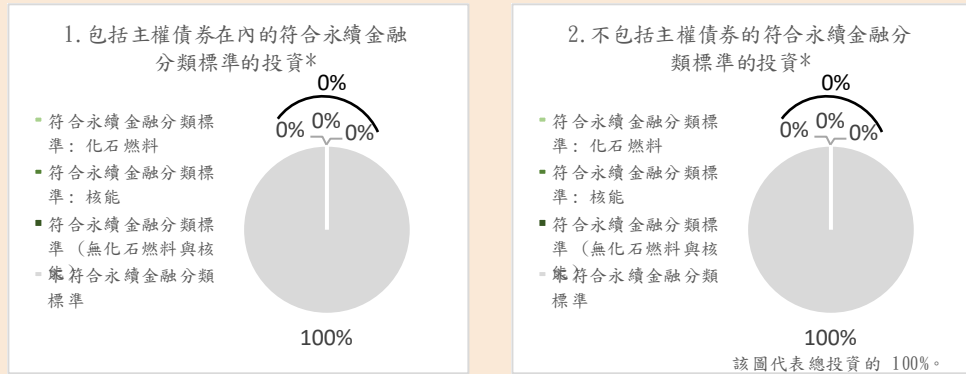 1.包括主權債券在內的符合永續金融
分類標準的投資*
0%
0%
0%
0%
符合永續金融分類標
準: 化石燃料
符合永續金融分類標
準: 核能
符合永續金融分類標
準 (無化石燃料與核
能)
未符合永續金融分類
標準
100%
2.不包括主權債券的符合永續金融分
類標準的投資*
0%
0%
0%
0%
符合永續金融分類標
準: 化石燃料
符合永續金融分類標
準: 核能
符合永續金融分類標
準 (無化石燃料與核
能)
未符合永續金融分類
標準
100%
該圖代表總投資的 100%。